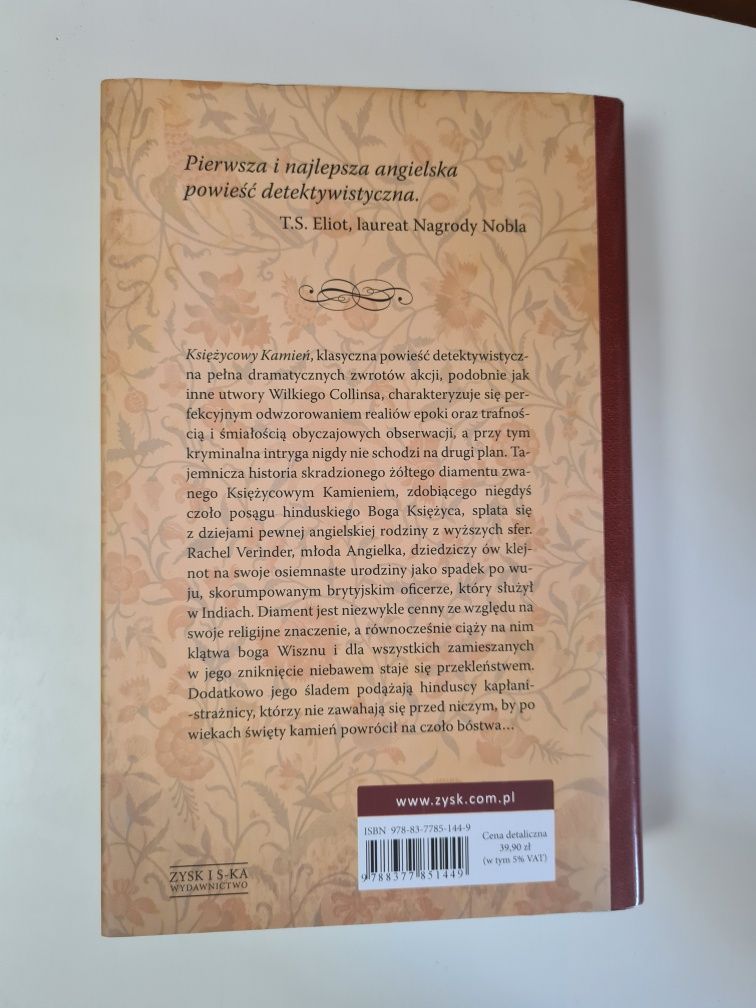 Pierwsza i najlepsza angielska
powieść detektywistyczna.
T.S. Eliot, laureat Nagrody Nobla
Księżycowy Kamień, klasyczna powieść detektywistycz-
na pełna dramatycznych zwrotów akcji, podobnie jak
inne utwory Wilkiego Collinsa, charakteryzuje się per-
fekcyjnym odwzorowaniem realiów epoki oraz trafnoś-
cią i śmiałością obyczajowych obserwacji, a przy tym
kryminalna intryga nigdy nie schodzi na drugi plan. Ta-
jemnicza historia skradzionego żółtego diamentu zwa-
nego Księżycowym Kamieniem, zdobiącego niegdyś
czoło posągu hinduskiego Boga Księżyca, splata się
z dziejami pewnej angielskiej rodziny z wyższych sfer.
Rachel Verinder, młoda Angielka, dziedziczy ów klej-
not na swoje osiemnaste urodziny jako spadek po wu-
ju, skorumpowanym brytyjskim oficerze, który służył
w Indiach. Diament jest niezwykle cenny ze względu na
swoje religijne znaczenie, a równocześnie ciąży na nim
klątwa boga Wisznu i dla wszystkich zamieszanych
w jego zniknięcie niebawem staje się przekleństwem.
Dodatkowo jego śladem podążają hinduscy kapłani-
-strażnicy, którzy nie zawahają się przed niczym, by po
wiekach święty kamień powrócił na czoło bóstwa...
www.zysk.com.pl
ISBN 978-83-7785-144-9
Cena detaliczna
39,90 zł
(w tym 5% VAT)
9 788377 851449
ZYSK I S-KA
WYDAWNICTWO